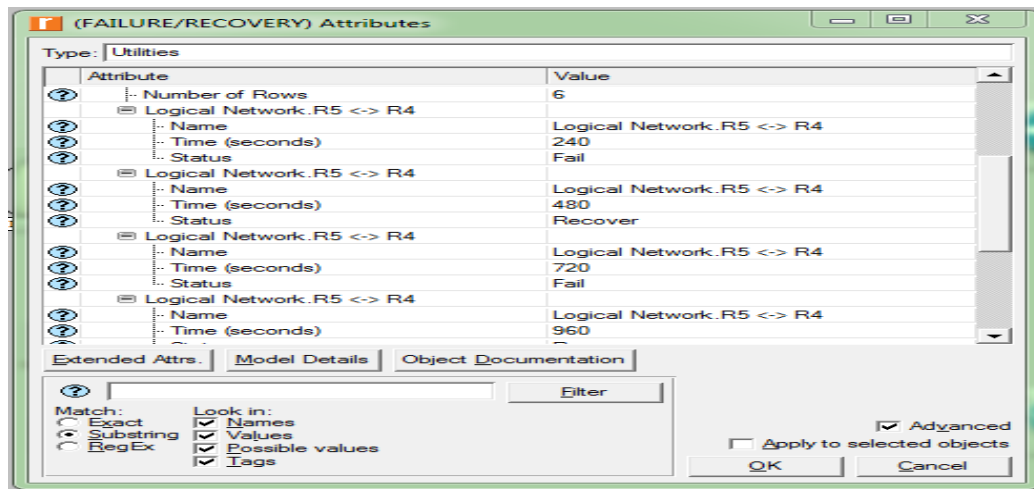 (FAILURE/RECOVERY) Attributes
Type: Utilities
Attribute Value
Number of Rows 6
Logical Network.R5 <-> R4
Name Logical Network.R5 <-> R4
Time (seconds) 240
Status Fail
Logical Network.R5 <-> R4
Name Logical Network.R5 <-> R4
Time (seconds) 480
Status Recover
Logical Network.R5 <-> R4
Name Logical Network.R5 <-> R4
Time (seconds) 720
Status Fail
Logical Network.R5 <-> R4
Name Logical Network.R5 <-> R4
Time (seconds) 960
Extended Attrs. Model Details Object Documentation
Filter
Match: Look in:
Exact Names
Substring Values
RegEx Possible values
Tags
Advanced
Apply to selected objects
OK Cancel